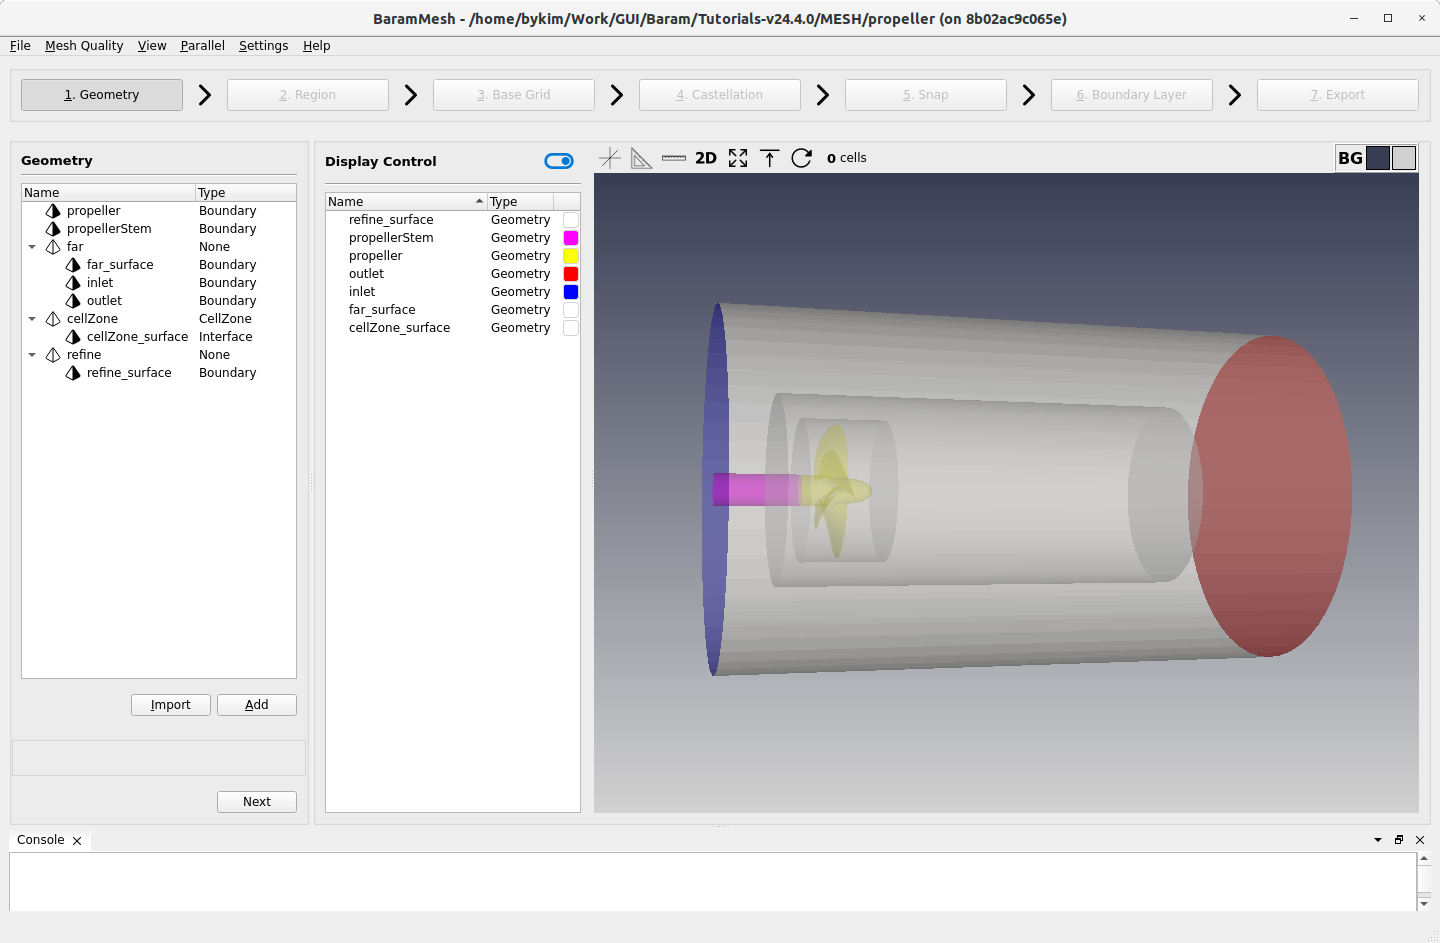 BaramMesh - /home/bykim/Work/GUI/Baram/Tutorials-v24.4.0/MESH/propeller (on 8b02ac9c065e)
File Mesh Quality View Parallel Settings Help
1. Geometry 2. Region 3. Base Grid 4. Castellation 5. Snap 6. Boundary Layer 7. Export
Geometry
Name Type
propeller Boundary
propellerStem Boundary
far None
far_surface Boundary
inlet Boundary
outlet Boundary
cellZone CellZone
cellZone_surface Interface
refine None
refine_surface Boundary
Import Add
Next
Display Control
Name Type
refine_surface Geometry
propellerStem Geometry
propeller Geometry
outlet Geometry
inlet Geometry
far_surface Geometry
cellZone_surface Geometry
2D 0 cells BG
Console